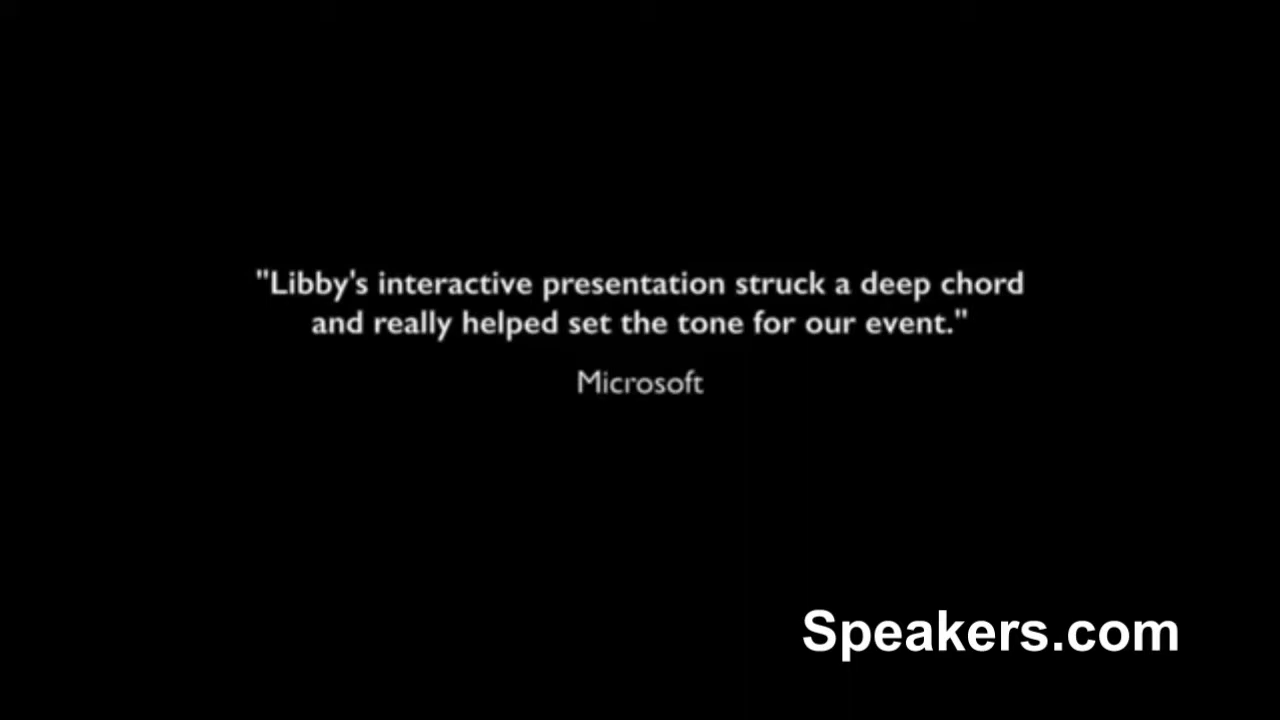 "Libby's interactive presentation struck a deep chord
and really helped set the tone for our event."
Microsoft
Speakers.com